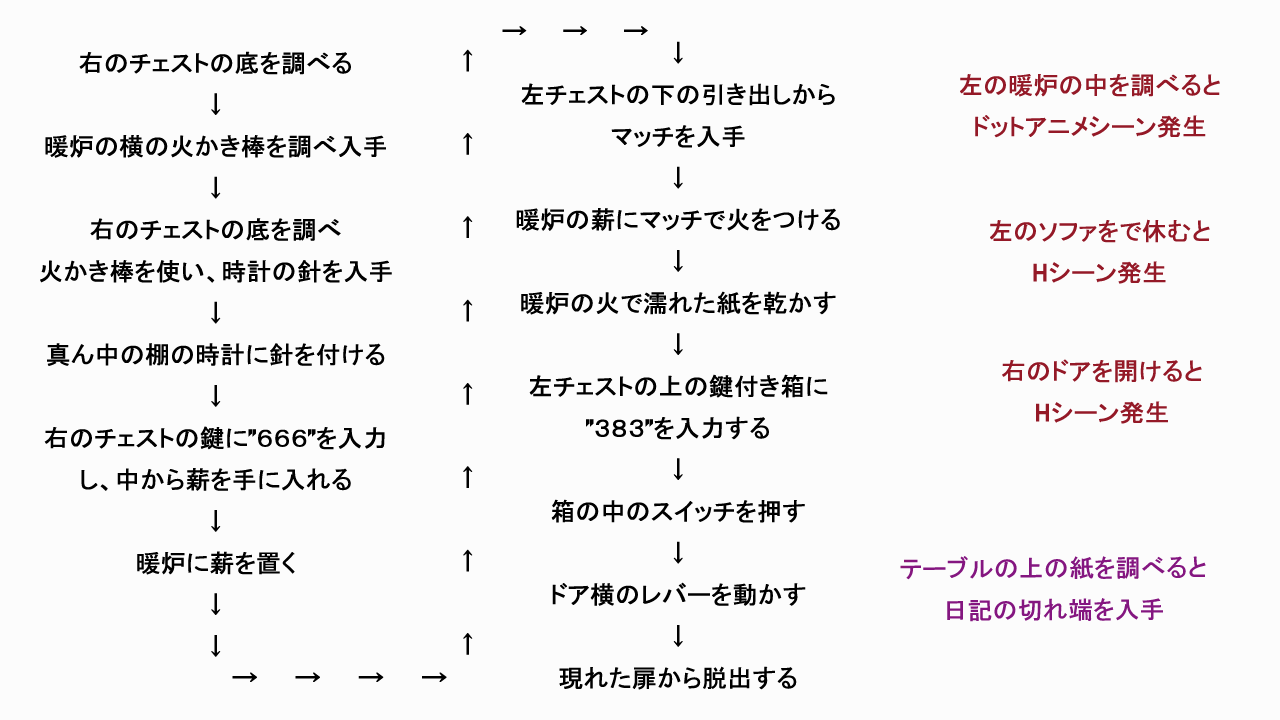 右のチェストの底を調べる
↓
暖炉の横の火かき棒を調べ入手
↓
右のチェストの底を調べ
火かき棒を使い、時計の針を入手
↓
真ん中の棚の時計に針を付ける
↓
右のチェストの鍵に"666"を入力
し、中から薪を手に入れる
↓
暖炉に薪を置く
↓
↓
→ → → →
↑
↑
↑
↑
↑
↑
↑
↑
→ → →
↓
左チェストの下の引き出しから
マッチを入手
↓
暖炉の薪にマッチで火をつける
↓
暖炉の火で濡れた紙を乾かす
↓
左チェストの上の鍵付き箱に
"383"を入力する
↓
箱の中のスイッチを押す
↓
ドア横のレバーを動かす
↓
現れた扉から脱出する
左の暖炉の中を調べると
ドットアニメシーン発生
左のソファをで休むと
Hシーン発生
右のドアを開けると
Hシーン発生
テーブルの上の紙を調べると
日記の切れ端を入手